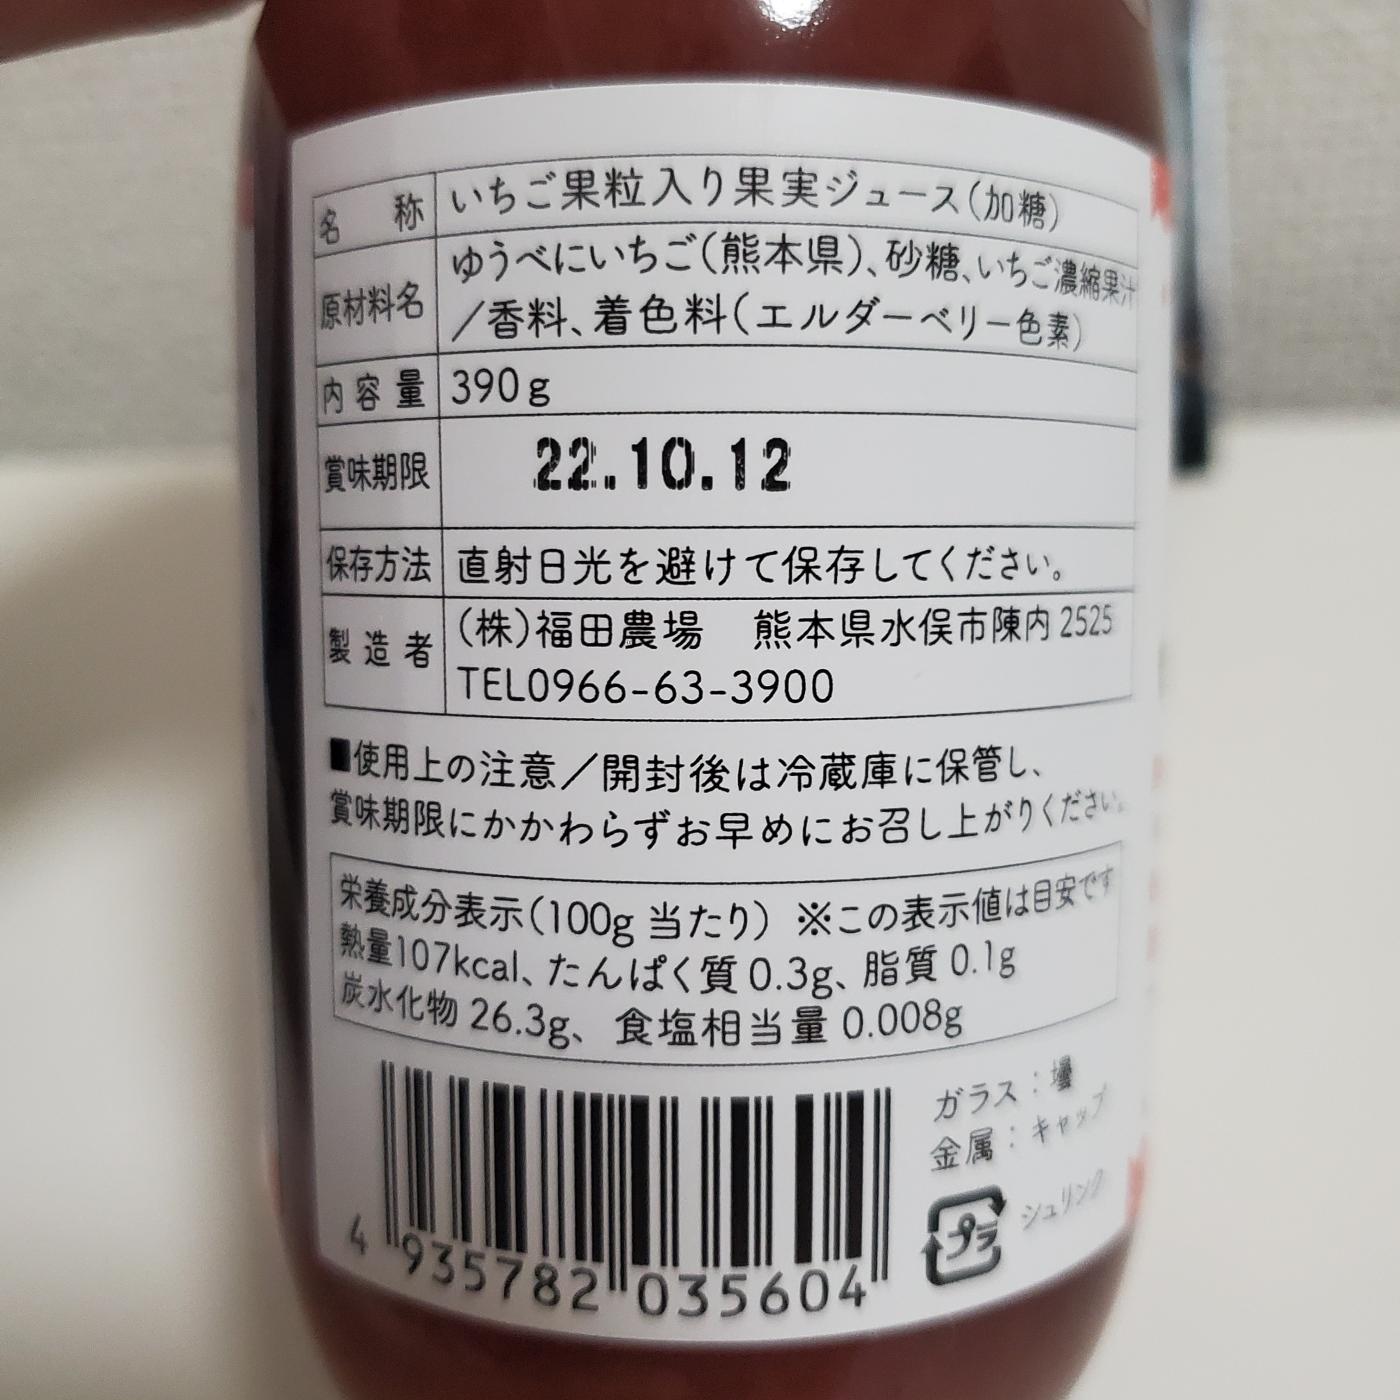 名称 いちご果粒入り果実ジュース(加糖)
原材料名 ゆうべにいちご(熊本県)、砂糖、いちご濃縮果汁
/香料、着色料(エルダーベリー色素)
内容量 390g
賞味期限 22.10.12
保存方法 直射日光を避けて保存してください。
製造者 (株)福田農場 熊本県水俣市陳内2525
TEL0966-63-3900
■使用上の注意/開封後は冷蔵庫に保管し、
賞味期限にかかわらずお早めにお召し上がりください。
栄養成分表示(100g当たり) ※この表示値は目安です
熱量107kcal、たんぱく質0.3g、脂質0.1g
炭水化物26.3g、食塩相当量0.008g
ガラス:壜
金属:キャップ
プラ シュリンク
4 935782 035604